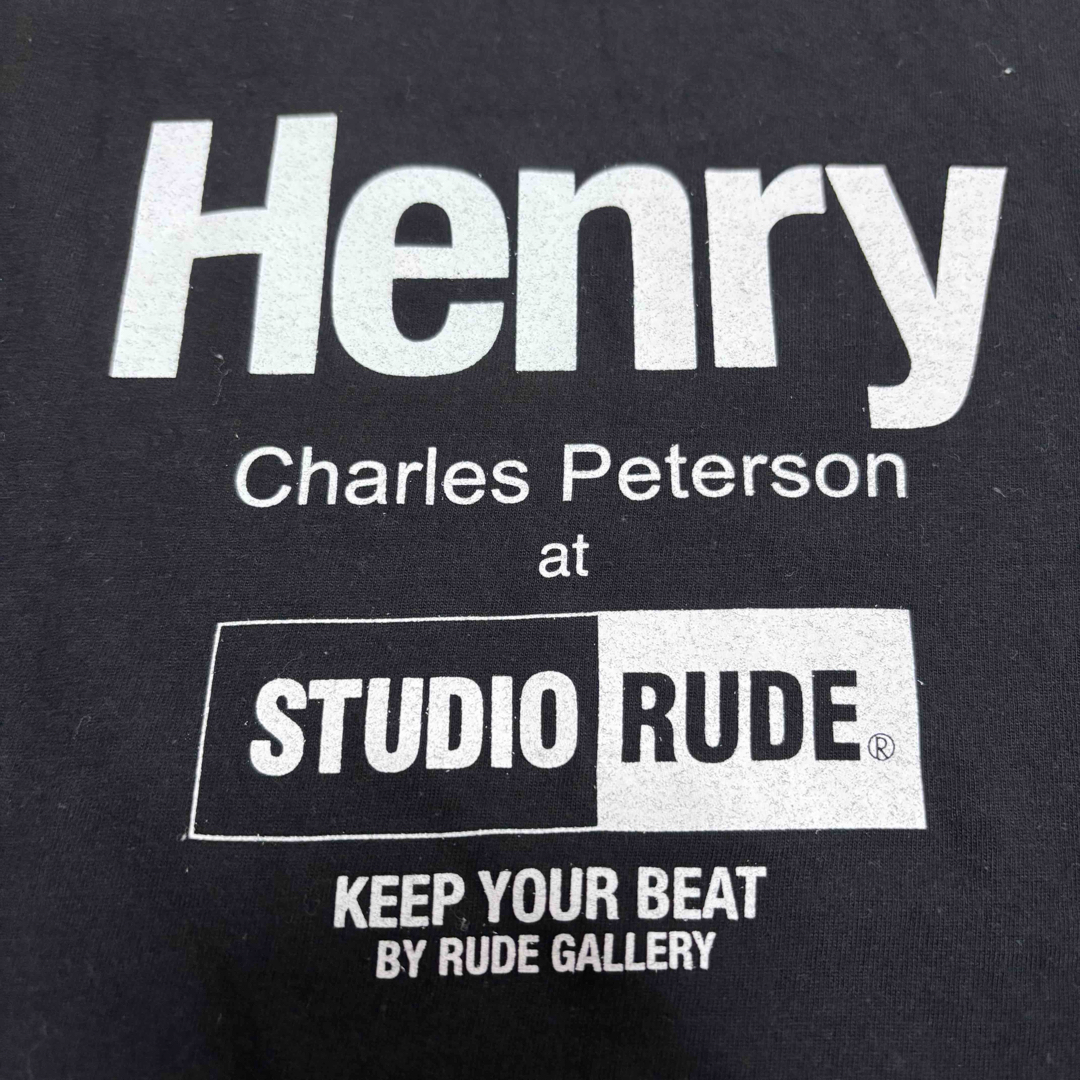 Henry
Charles Peterson
at
STUDIO RUDE®
KEEP YOUR BEAT
BY RUDE GALLERY